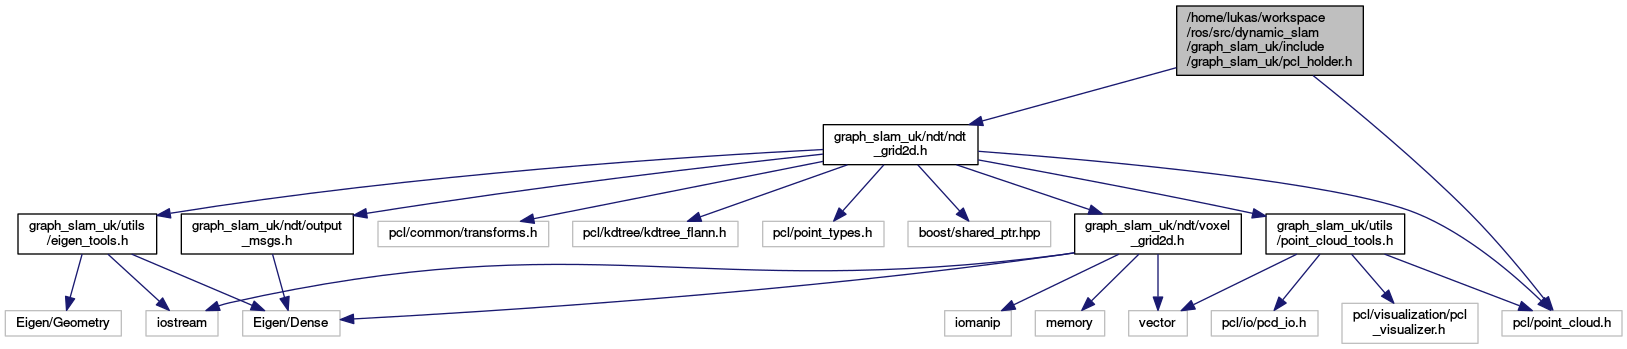 /home/lukas/workspace
/ros/src/dynamic_slam
/graph_slam_uk/include
/graph_slam_uk/pcl_holder.h
graph_slam_uk/ndt/ndt
_grid2d.h
graph_slam_uk/utils
/eigen_tools.h
graph_slam_uk/ndt/output
_msgs.h
pcl/common/transforms.h
pcl/kdtree/kdtree_flann.h
pcl/point_types.h
boost/shared_ptr.hpp
graph_slam_uk/ndt/voxel
_grid2d.h
graph_slam_uk/utils
/point_cloud_tools.h
Eigen/Geometry
iostream
Eigen/Dense
iomanip
memory
vector
pcl/io/pcd_io.h
pcl/visualization/pcl
_visualizer.h
pcl/point_cloud.h